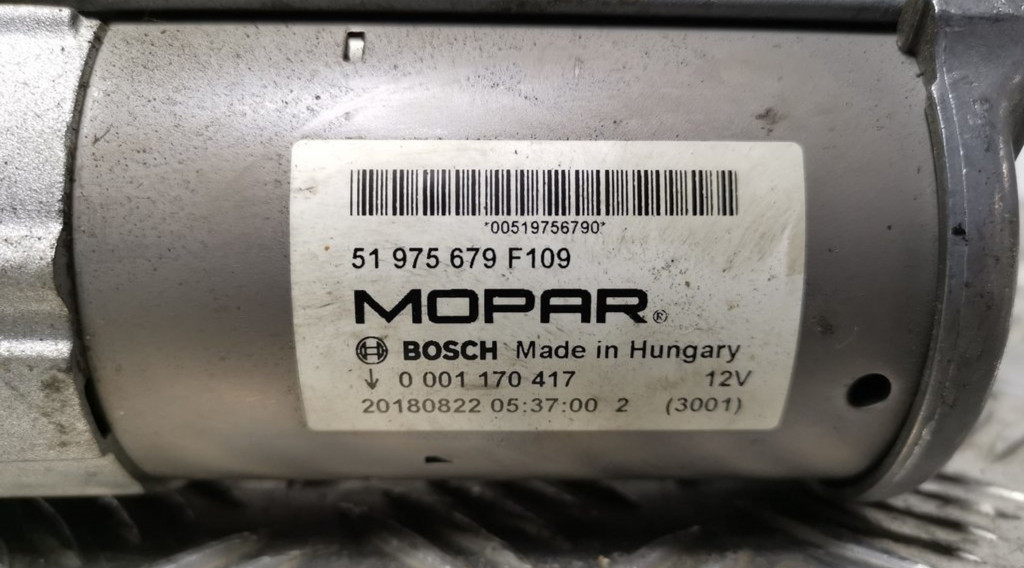 *00519756790*
51 975 679 F109
MOPAR®
BOSCH Made in Hungary
↓ 0 001 170 417 12V
20180822 05:37:00 2 (3001)